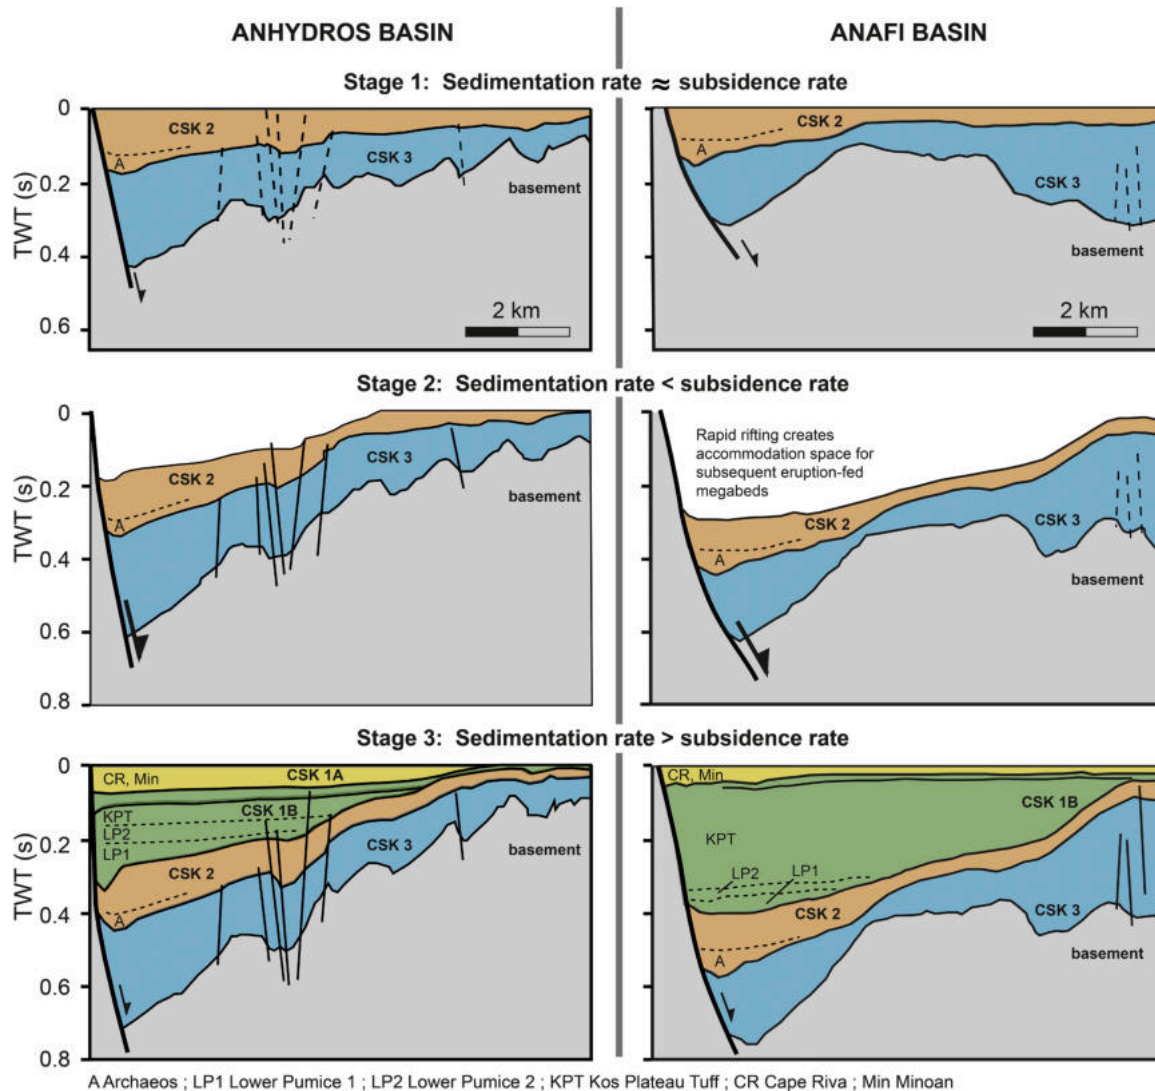 ANHYDROS BASIN
ANAFI BASIN
Stage 1: Sedimentation rate ≈ subsidence rate
TWT (s)
0
0.2
0.4
0.6
CSK 2
A
CSK 3
basement
2 km
CSK 2
A
CSK 3
basement
2 km
Stage 2: Sedimentation rate < subsidence rate
TWT (s)
0
0.2
0.4
0.6
0.8
CSK 2
A
CSK 3
basement
Rapid rifting creates
accommodation space for
subsequent eruption-fed
megabeds
CSK 2
A
CSK 3
basement
Stage 3: Sedimentation rate > subsidence rate
TWT (s)
0
0.2
0.4
0.6
0.8
CR, Min
CSK 1A
KPT
CSK 1B
LP2
LP1
CSK 2
A
CSK 3
basement
CR, Min
CSK 1B
KPT
LP2
LP1
CSK 2
A
CSK 3
basement
A Archaeos ; LP1 Lower Pumice 1 ; LP2 Lower Pumice 2 ; KPT Kos Plateau Tuff ; CR Cape Riva ; Min Minoan